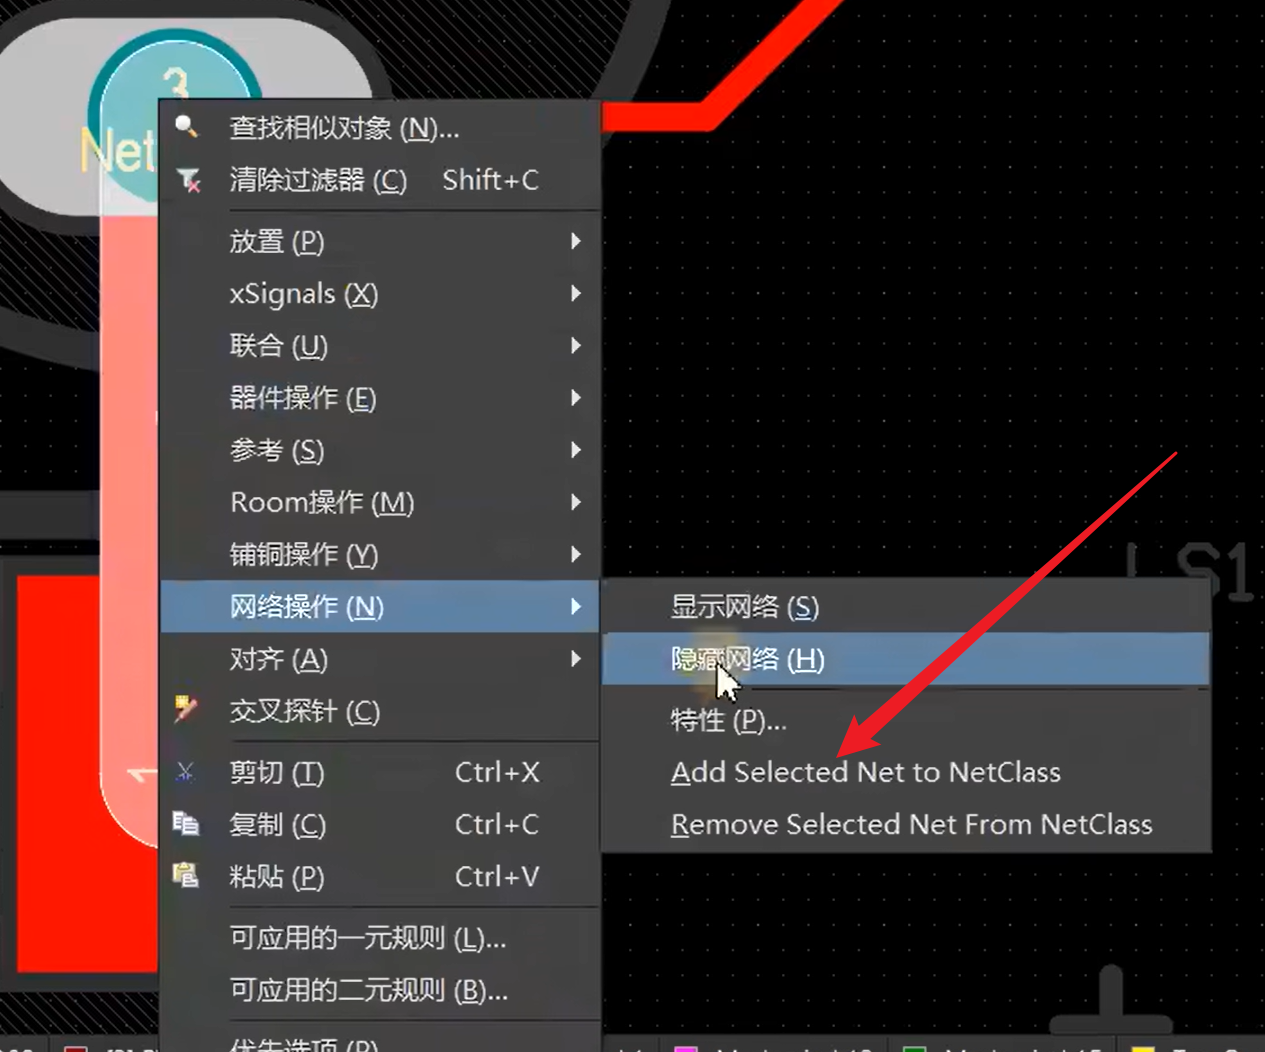 3
Net
查找相似对象 (N)...
清除过滤器 (C) Shift+C
放置 (P)
xSignals (X)
联合 (U)
器件操作 (E)
参考 (S)
Room操作 (M)
铺铜操作 (Y)
网络操作 (N)
对齐 (A)
交叉探针 (C)
剪切 (T) Ctrl+X
复制 (C) Ctrl+C
粘贴 (P) Ctrl+V
可应用的一元规则 (L)...
可应用的二元规则 (B)...
优先选项 (P)
显示网络 (S)
隐藏网络 (H)
特性 (P)...
Add Selected Net to NetClass
Remove Selected Net From NetClass
LS1